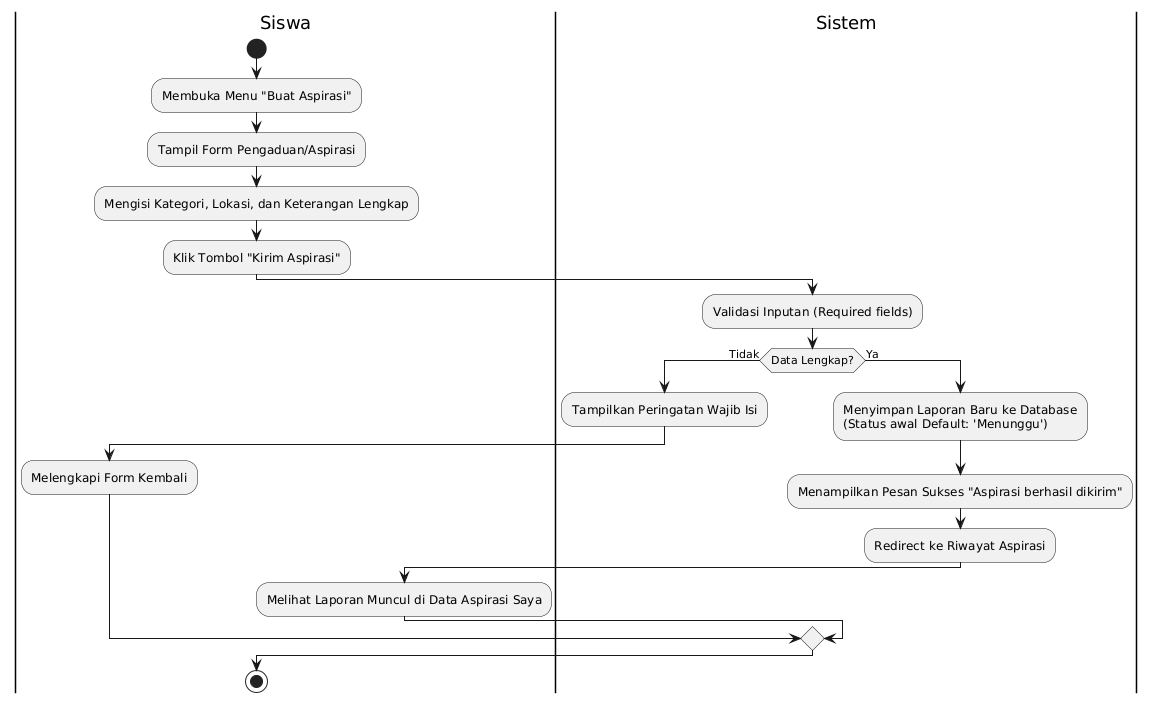 Siswa
Sistem
Membuka Menu "Buat Aspirasi"
Tampil Form Pengaduan/Aspirasi
Mengisi Kategori, Lokasi, dan Keterangan Lengkap
Klik Tombol "Kirim Aspirasi"
Validasi Inputan (Required fields)
Tidak
Data Lengkap?
Ya
Tampilkan Peringatan Wajib Isi
Menyimpan Laporan Baru ke Database
(Status awal Default: 'Menunggu')
Melengkapi Form Kembali
Menampilkan Pesan Sukses "Aspirasi berhasil dikirim"
Redirect ke Riwayat Aspirasi
Melihat Laporan Muncul di Data Aspirasi Saya